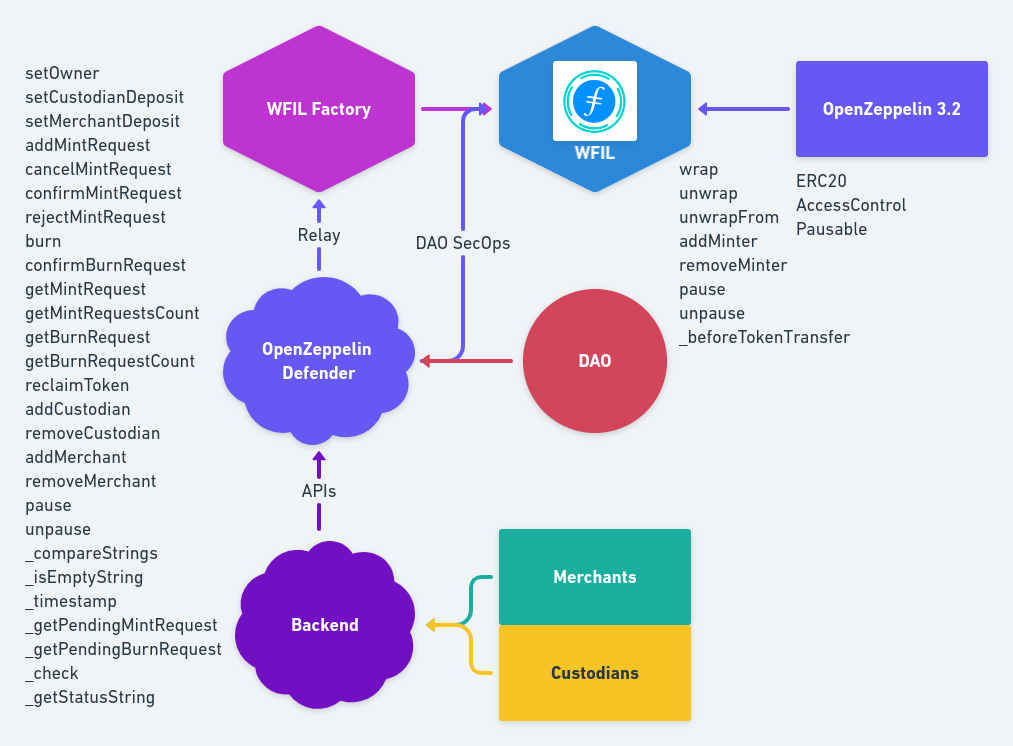 setOwner
setCustodianDeposit
setMerchantDeposit
addMintRequest
cancelMintRequest
confirmMintRequest
rejectMintRequest
burn
confirmBurnRequest
getMintRequest
getMintRequestsCount
getBurnRequest
getBurnRequestCount
reclaimToken
addCustodian
removeCustodian
addMerchant
removeMerchant
pause
unpause
_compareStrings
_isEmptyString
_timestamp
_getPendingMintRequest
_getPendingBurnRequest
_check
_getStatusString
WFIL Factory
Relay
OpenZeppelin
Defender
APIs
Backend
DAO SecOps
WFIL
wrap
unwrap
unwrapFrom
addMinter
removeMinter
pause
unpause
_beforeTokenTransfer
OpenZeppelin 3.2
ERC20
AccessControl
Pausable
DAO
Merchants
Custodians